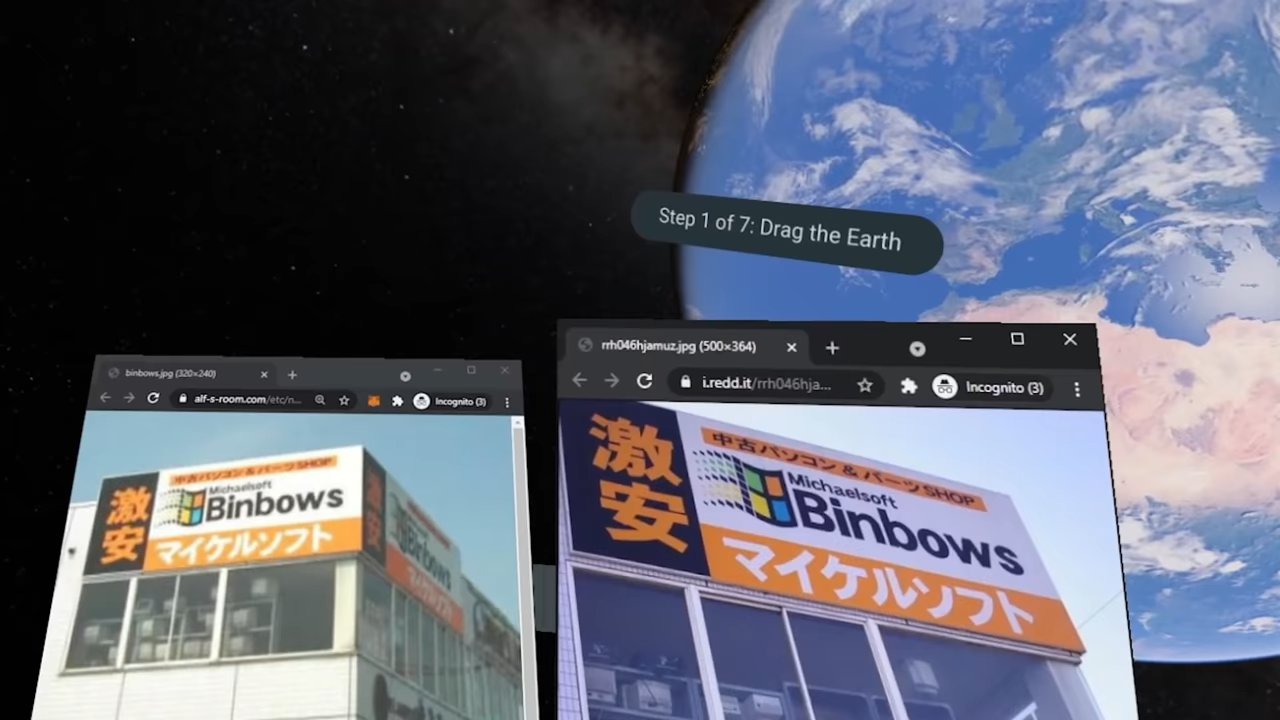 Step 1 of 7: Drag the Earth
binbows.jpg (320×240)
alf-s-room.com/etc/n...
Incognito (3)
激安
中古パソコン&パーツSHOP
Michaelsoft
Binbows
マイケルソフト
激安
Binbows
rrh046hjamuz.jpg (500×364)
i.redd.it/rrh046hja...
Incognito (3)
激安
中古パソコン&パーツSHOP
Michaelsoft
Binbows
マイケルソフト